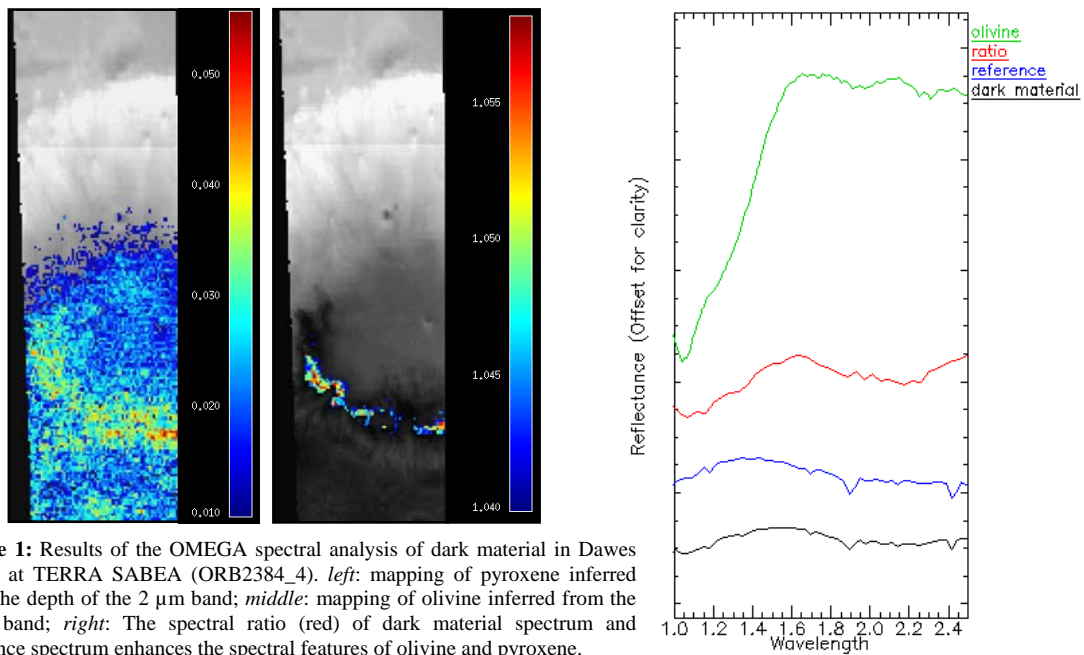 0.050
0.040
0.030
0.020
0.010
1.055
1.050
1.045
1.040
olivine
ratio
reference
dark material
Reflectance (Offset for clarity)
1.0 1.2 1.4 1.6 1.8 2.0 2.2 2.4
Wavelength
e 1: Results of the OMEGA spectral analysis of dark material in Dawes
at TERRA SABEA (ORB2384_4). left: mapping of pyroxene inferred
he depth of the 2 µm band; middle: mapping of olivine inferred from the
band; right: The spectral ratio (red) of dark material spectrum and
nce spectrum enhances the spectral features of olivine and pyroxene.